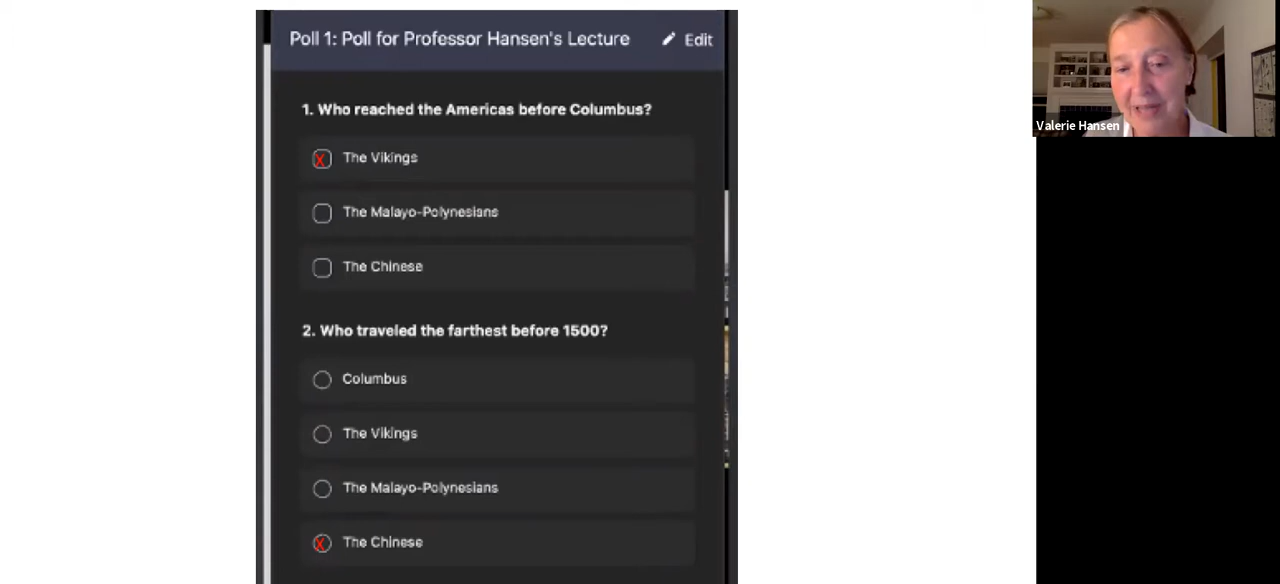 Poll 1: Poll for Professor Hansen's Lecture
Edit
1. Who reached the Americas before Columbus?
X The Vikings
The Malayo-Polynesians
The Chinese
2. Who traveled the farthest before 1500?
Columbus
The Vikings
The Malayo-Polynesians
X The Chinese
Valerie Hansen